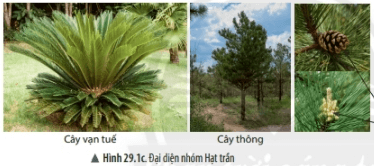 Cây vạn tuế
Cây thông
▲ Hình 29.1c. Đại diện nhóm Hạt trần